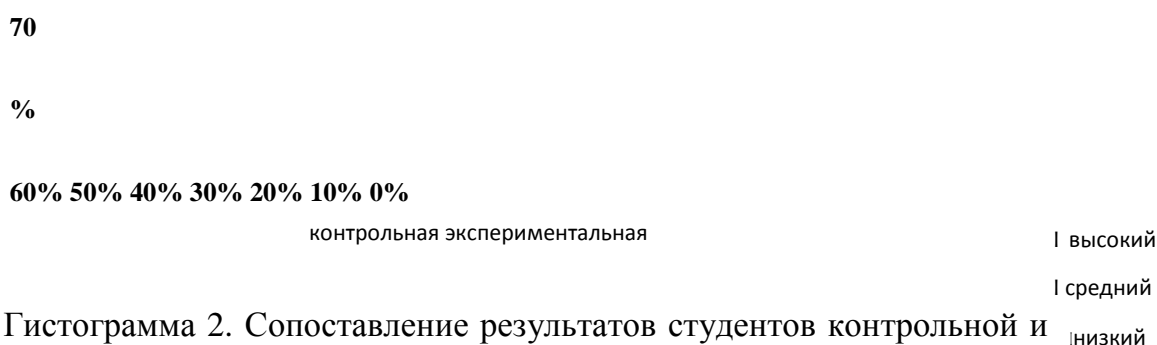 70
%
60% 50% 40% 30% 20% 10% 0%
контрольная экспериментальная
I высокий
I средний
Гистограмма 2. Сопоставление результатов студентов контрольной и
низкий